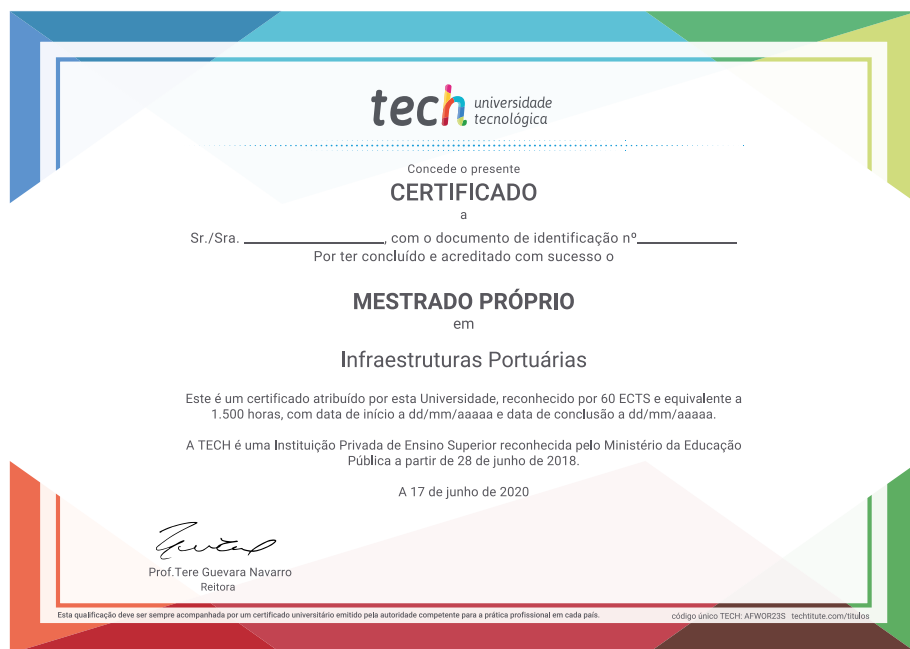 tech universidade
tecnológica
Concede o presente
CERTIFICADO
a
Sr./Sra. ________________, com o documento de identificação nº____________
Por ter concluído e acreditado com sucesso o
MESTRADO PRÓPRIO
em
Infraestruturas Portuárias
Este é um certificado atribuído por esta Universidade, reconhecido por 60 ECTS e equivalente a
1.500 horas, com data de início a dd/mm/aaaaa e data de conclusão a dd/mm/aaaaa.
A TECH é uma Instituição Privada de Ensino Superior reconhecida pelo Ministério da Educação
Pública a partir de 28 de junho de 2018.
A 17 de junho de 2020
Prof.Tere Guevara Navarro
Reitora
Esta qualificação deve ser sempre acompanhada por um certificado universitário emitido pela autoridade competente para a prática profissional em cada país.
código único TECH: AFWOR23S techtitute.com/titulos